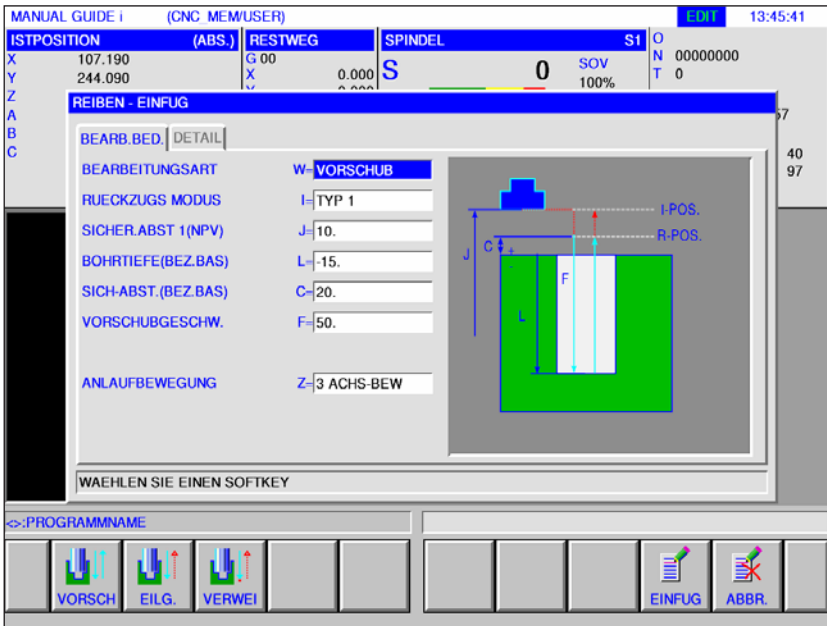 MANUAL GUIDE i (CNC_MEM/USER) EDIT 13:45:41
ISTPOSITION (ABS.) RESTWEG SPINDEL S1 O
X 107.190 G 00 N 00000000
Y 244.090 X 0.000 S 0 SOV T 0
Z Y 0.000 100%
REIBEN - EINFUG
A 57
B
C 40
97
BEARB.BED. DETAIL
BEARBEITUNGSART W= VORSCHUB
RUECKZUGS MODUS I= TYP 1
SICHER.ABST 1(NPV) J= 10.
BOHRTIEFE(BEZ.BAS) L= -15.
SICH-ABST.(BEZ.BAS) C= 20.
VORSCHUBGESCHW. F= 50.
ANLAUFBEWEGUNG Z= 3 ACHS-BEW
I-POS.
R-POS.
J C + -
F
L
WAEHLEN SIE EINEN SOFTKEY
<>:PROGRAMMNAME
VORSCH EILG. VERWEI EINFUG ABBR.